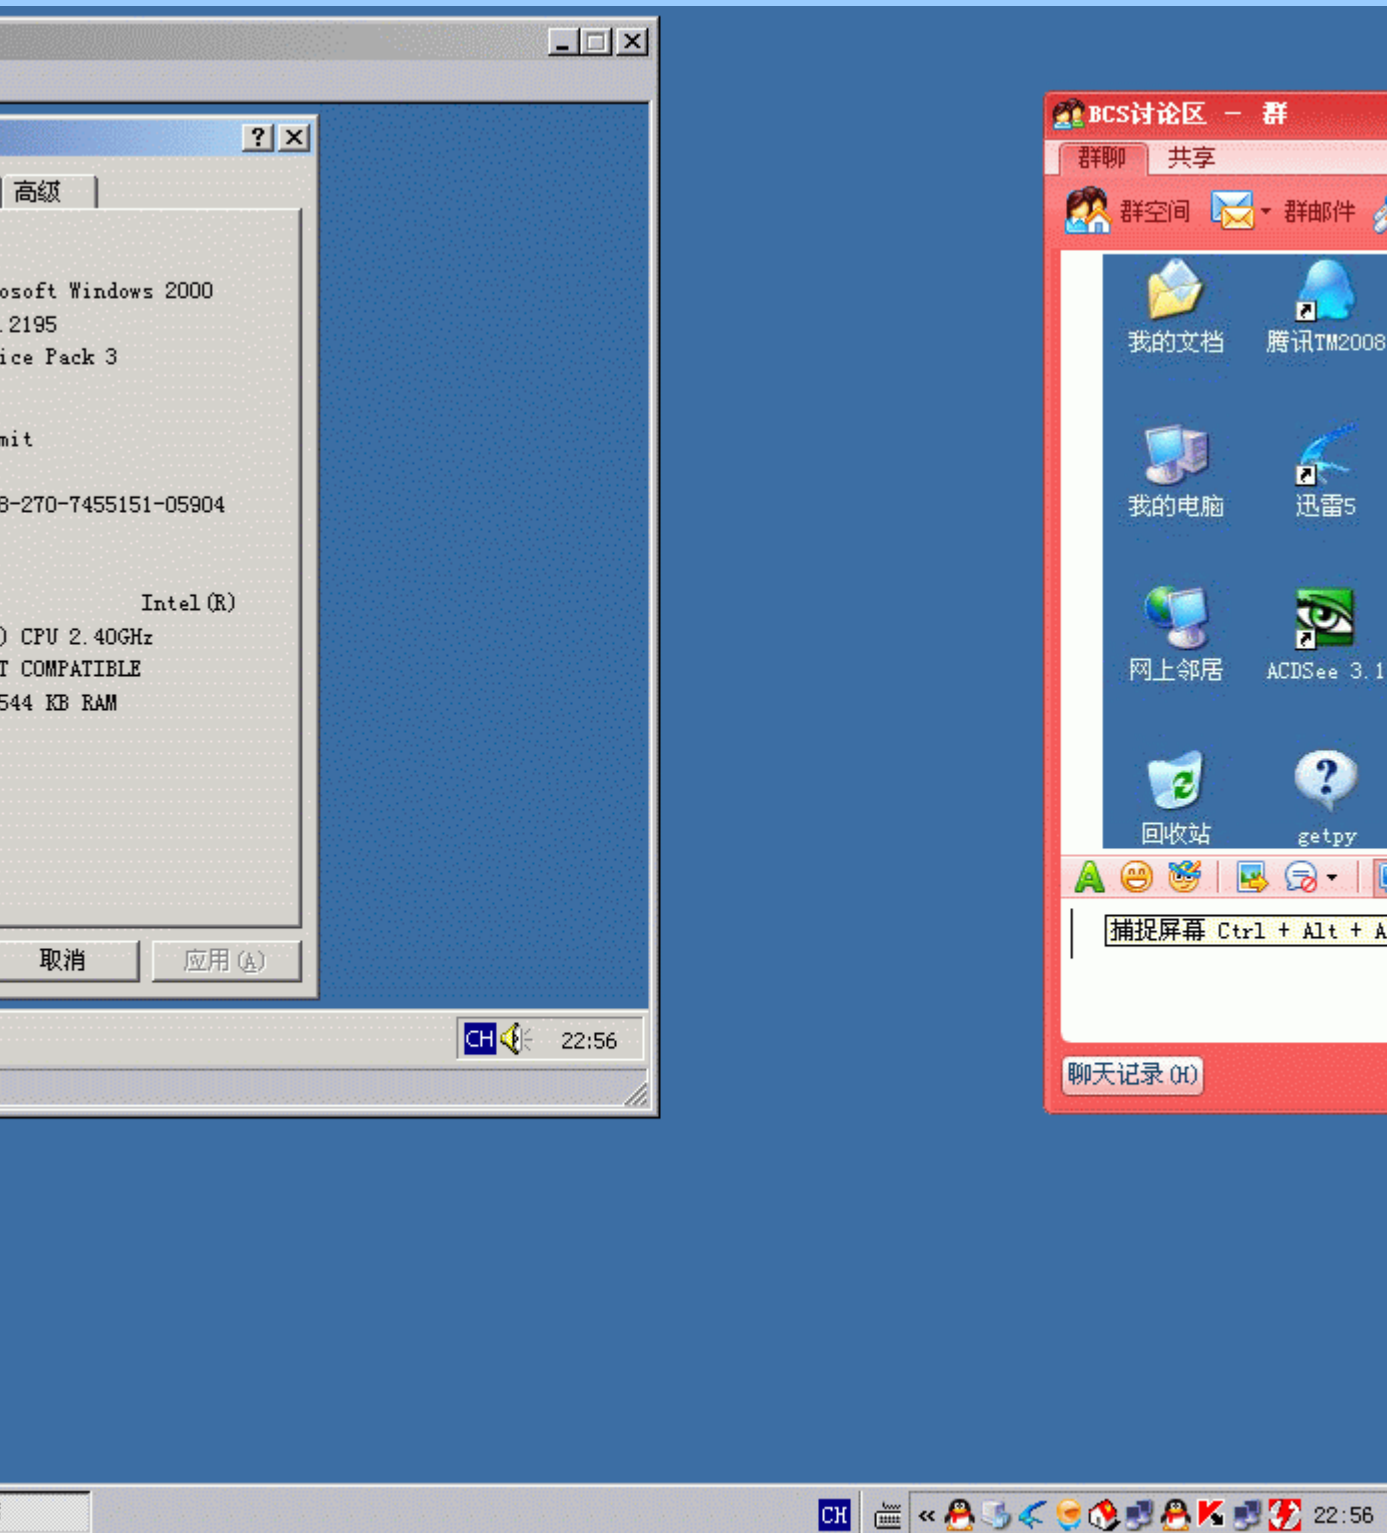 高级
osoft Windows 2000
.2195
ice Pack 3
mit
3-270-7455151-05904
Intel(R)
) CPU 2.40GHz
T COMPATIBLE
544 KB RAM
取消
应用(A)
CH
22:56
BCS讨论区 － 群
群聊 共享
群空间 群邮件
我的文档 腾讯TM2008
我的电脑 迅雷5
网上邻居 ACDSee 3.1
回收站 getpy
捕捉屏幕 Ctrl + Alt + A
聊天记录(H)
CH
« 22:56